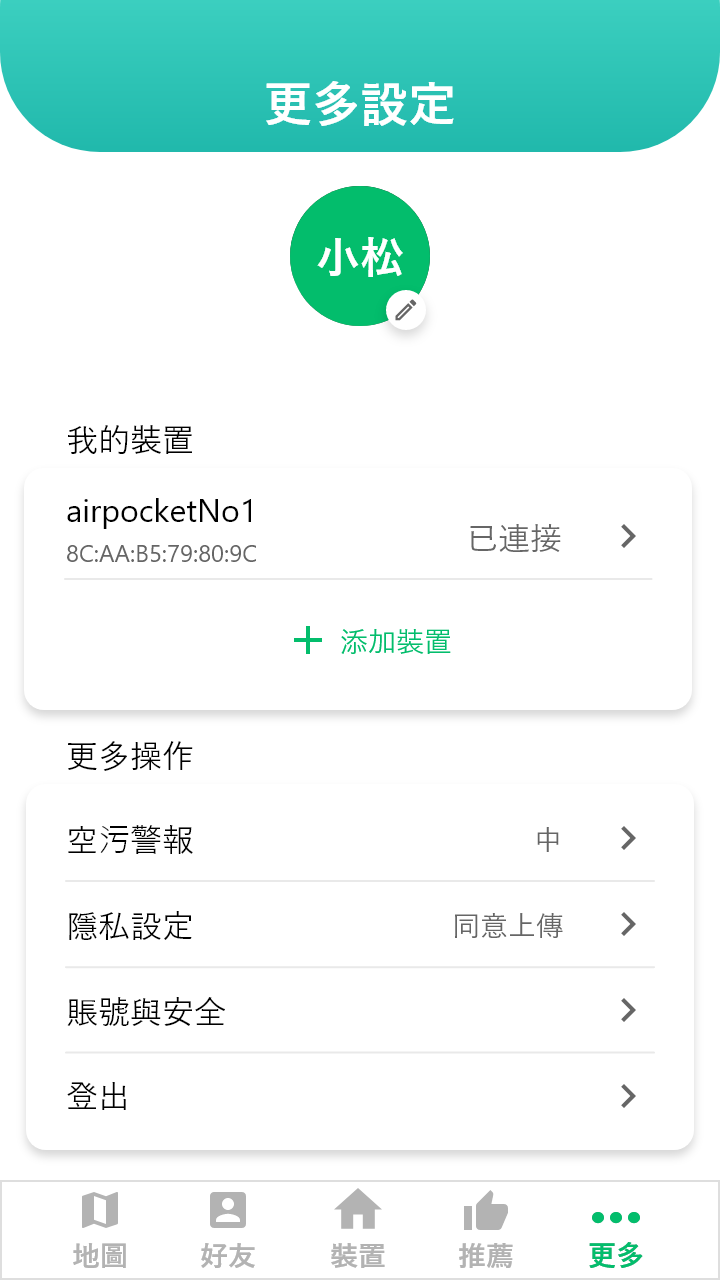 更多設定
小松
我的裝置
airpocketNo1
8C:AA:B5:79:80:9C
已連接
添加裝置
更多操作
空污警報 中
隱私設定 同意上傳
賬號與安全
登出
地圖 好友 裝置 推薦 更多